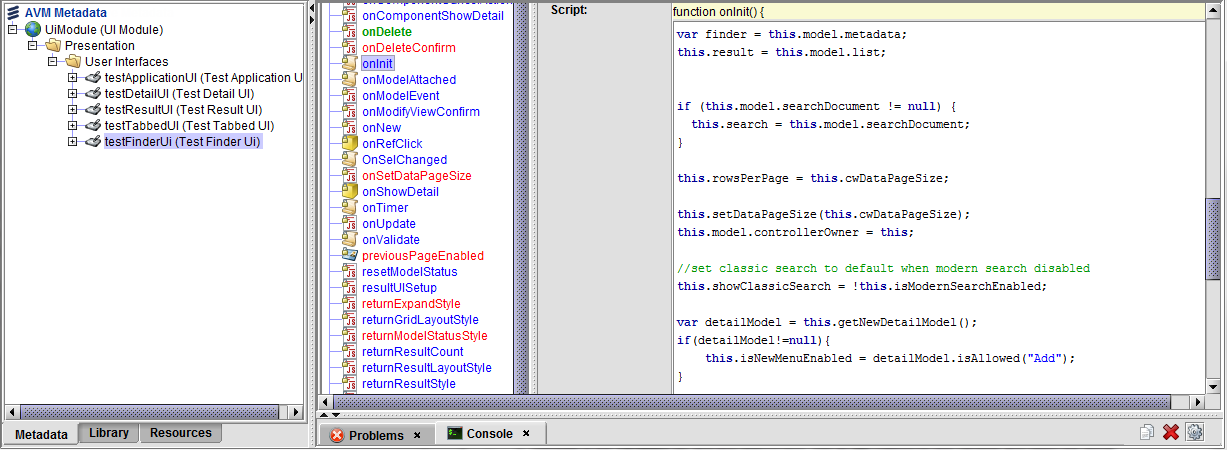 AVM Metadata
UiModule (UI Module)
Presentation
User Interfaces
testApplicationUI (Test Application U
testDetailUI (Test Detail UI)
testResultUI (Test Result UI)
testTabbedUI (Test Tabbed UI)
testFinderUi (Test Finder Ui)
Metadata
Library
Resources
onComponentShowDetail
onDelete
onDeleteConfirm
onInit
onModelAttached
onModelEvent
onModifyViewConfirm
onNew
onRefClick
OnSelChanged
onSetDataPageSize
onShowDetail
onTimer
onUpdate
onValidate
previousPageEnabled
resetModelStatus
resultUISetup
returnExpandStyle
returnGridLayoutStyle
returnModelStatusStyle
returnResultCount
returnResultLayoutStyle
returnResultStyle
Script:
function onInit() {
var finder = this.model.metadata;
this.result = this.model.list;
if (this.model.searchDocument != null) {
this.search = this.model.searchDocument;
}
this.rowsPerPage = this.cwDataPageSize;
this.setDataPageSize(this.cwDataPageSize);
this.model.controllerOwner = this;
//set classic search to default when modern search disabled
this.showClassicSearch = !this.isModernSearchEnabled;
var detailModel = this.getNewDetailModel();
if(detailModel!=null){
this.isNewMenuEnabled = detailModel.isAllowed("Add");
}
Problems
Console